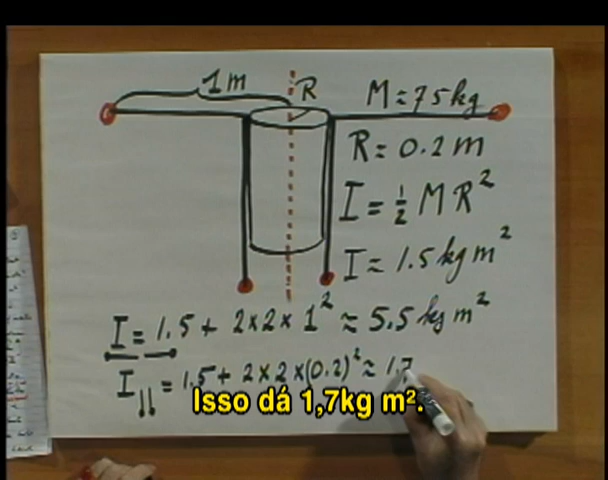 1 m R M ≈ 75 kg
R ≈ 0.2 m
I = ½ M R²
I ≈ 1.5 kg m²
I = 1.5 + 2×2× 1² ≈ 5.5 kg m²
I|| = 1.5 + 2×2×(0.2)² ≈ 1.7
Isso dá 1,7kg m².